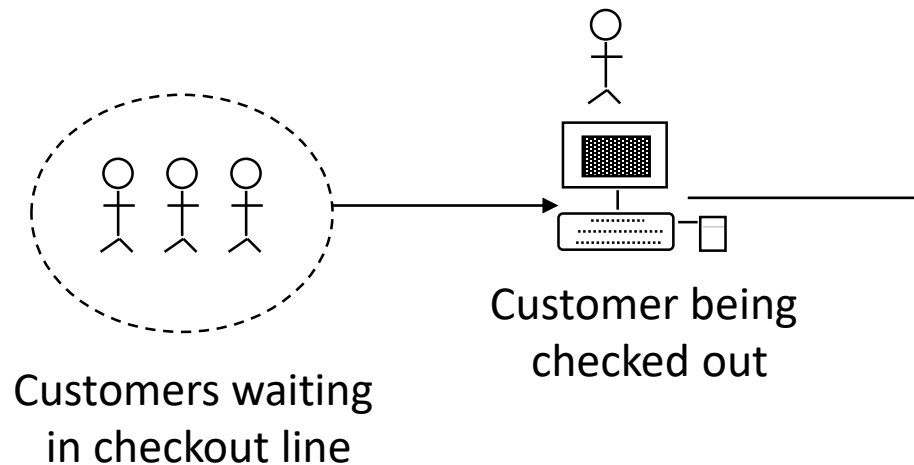 Customers waiting
in checkout line
Customer being
checked out